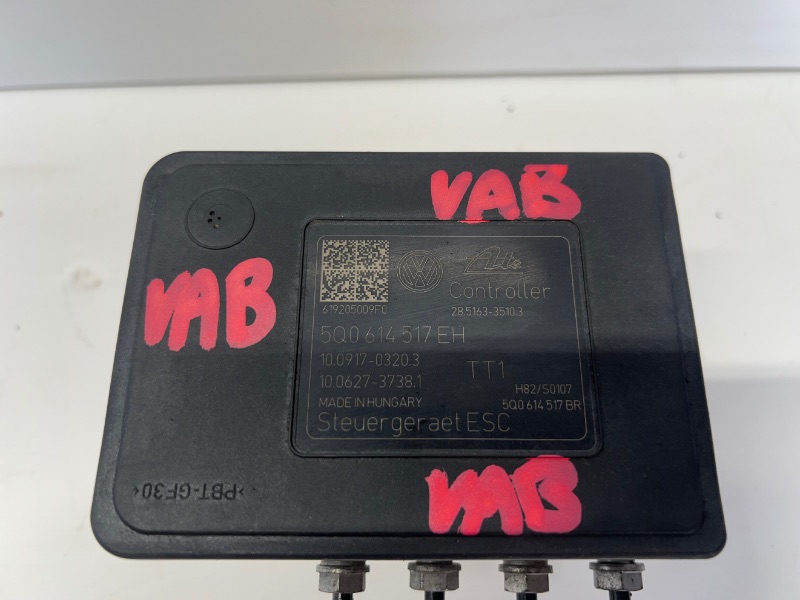 VAB
VAB
Ate
Controller
619205009F0
28.5163-3510.3
5Q0 614 517 EH
10.0917-0320.3
TT1
10.0627-3738.1
H82/S0107
MADE IN HUNGARY
5Q0 614 517 BR
Steuergeraet ESC
VAB
>PBT-GF30<